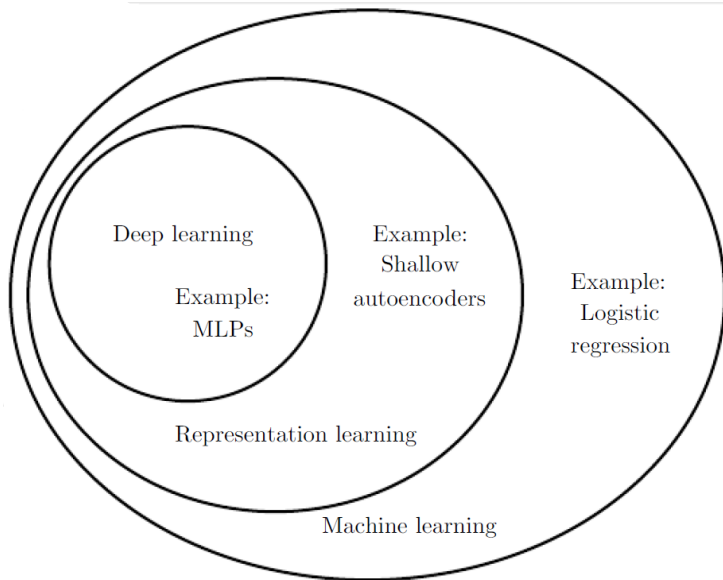 Deep learning
Example:
MLPs
Example:
Shallow
autoencoders
Example:
Logistic
regression
Representation learning
Machine learning